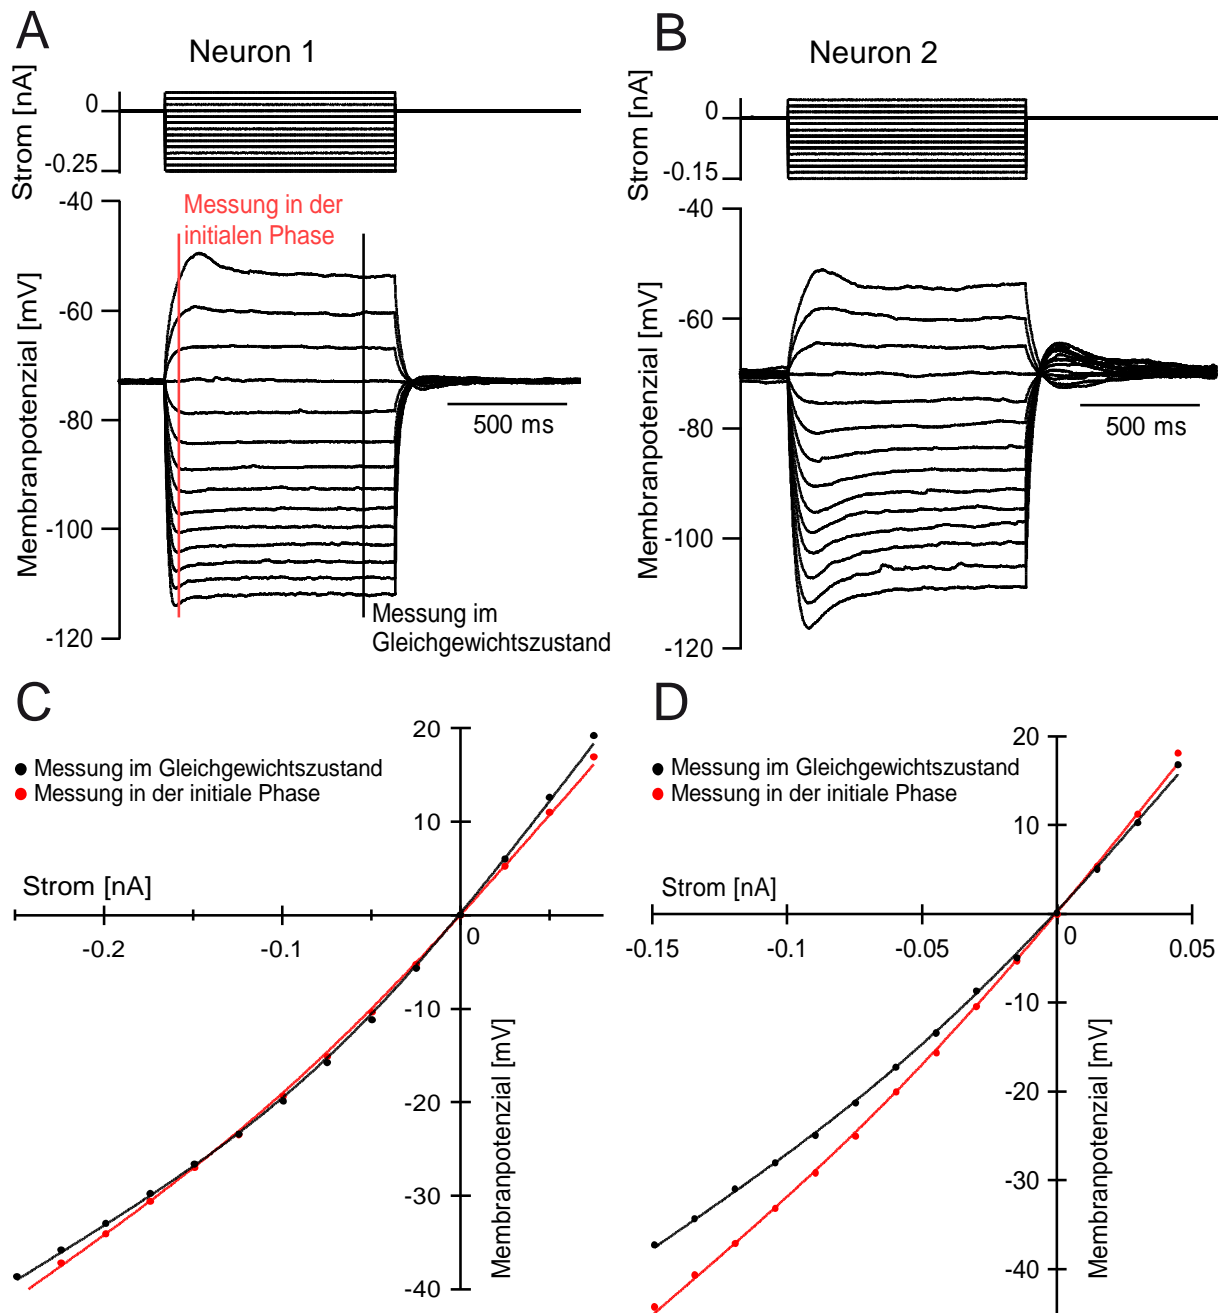 A
Neuron 1
Strom [nA]
0
-0.25
Membranpotenzial [mV]
-40
-60
-80
-100
-120
Messung in der
initialen Phase
500 ms
Messung im
Gleichgewichtszustand
B
Neuron 2
Strom [nA]
0
-0.15
Membranpotenzial [mV]
-40
-60
-80
-100
-120
500 ms
C
Messung im Gleichgewichtszustand
Messung in der initiale Phase
Strom [nA]
-0.2
-0.1
0
20
10
-10
-20
-30
-40
Membranpotenzial [mV]
D
Messung im Gleichgewichtszustand
Messung in der initiale Phase
Strom [nA]
-0.15
-0.1
-0.05
0
0.05
20
10
-10
-20
-30
-40
Membranpotenzial [mV]